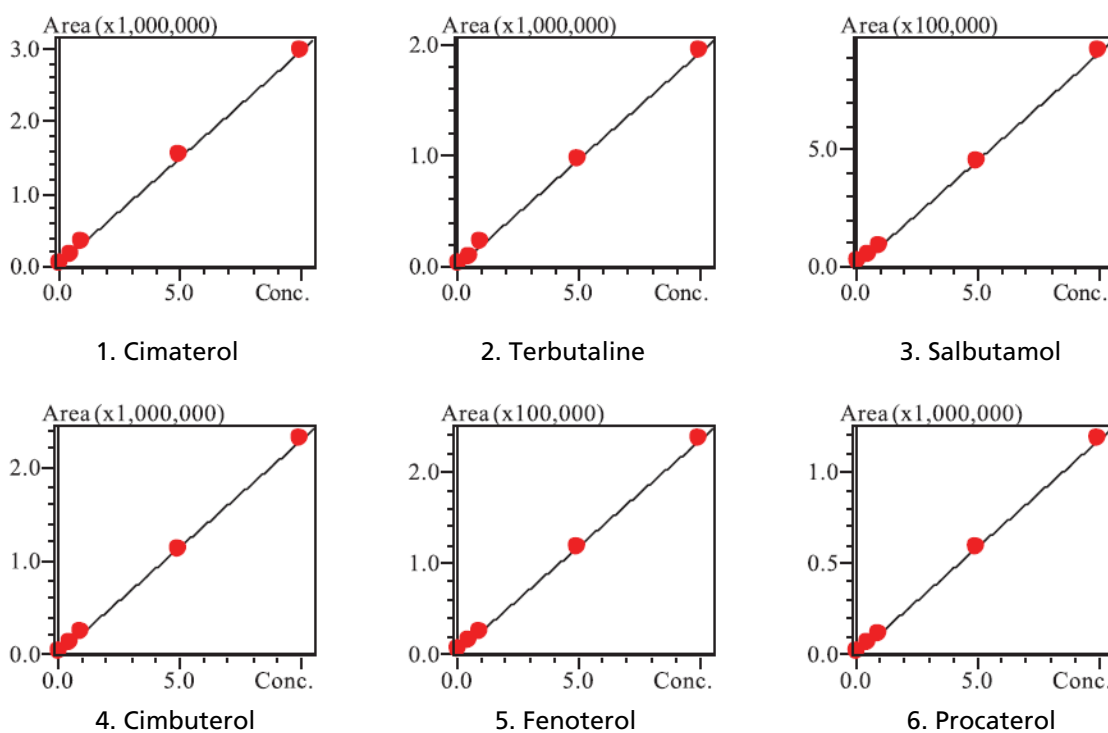 Area (x1,000,000)
3.0
2.0
1.0
0.0
0.0 5.0 Conc.
1. Cimaterol
Area (x1,000,000)
2.0
1.0
0.0
0.0 5.0 Conc.
2. Terbutaline
Area (x100,000)
5.0
0.0
0.0 5.0 Conc.
3. Salbutamol
Area (x1,000,000)
2.0
1.0
0.0
0.0 5.0 Conc.
4. Cimbuterol
Area (x100,000)
2.0
1.0
0.0
0.0 5.0 Conc.
5. Fenoterol
Area (x1,000,000)
1.0
0.5
0.0
0.0 5.0 Conc.
6. Procaterol